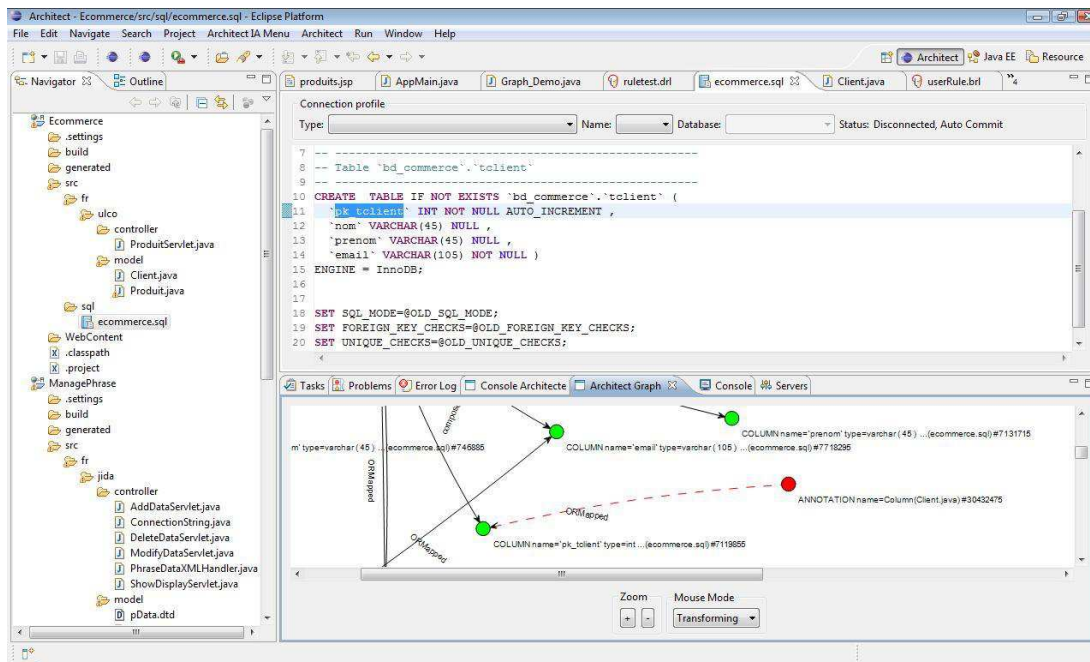 Architect - Ecommerce/src/sql/ecommerce.sql - Eclipse Platform
File Edit Navigate Search Project Architect IA Menu Architect Run Window Help
Architect Java EE Resource
Navigator Outline
produits.jsp AppMain.java Graph_Demo.java ruletest.drl ecommerce.sql Client.java userRule.brl "4
Ecommerce
.settings
build
generated
src
fr
ulco
controller
ProduitServlet.java
model
Client.java
Produit.java
sql
ecommerce.sql
WebContent
.classpath
.project
ManagePhrase
.settings
build
generated
src
fr
jida
controller
AddDataServlet.java
ConnectionString.java
DeleteDataServlet.java
ModifyDataServlet.java
PhraseDataXMLHandler.java
ShowDisplayServlet.java
model
pData.dtd
Connection profile
Type: Name: Database: Status: Disconnected, Auto Commit
7 -- -----------------------------------------------------
8 -- Table `bd_commerce`.`tclient`
9 -- -----------------------------------------------------
10 CREATE TABLE IF NOT EXISTS `bd_commerce`.`tclient` (
11 `pk_tclient` INT NOT NULL AUTO_INCREMENT ,
12 `nom` VARCHAR(45) NULL ,
13 `prenom` VARCHAR(45) NULL ,
14 `email` VARCHAR(105) NOT NULL )
15 ENGINE = InnoDB;
16
17
18 SET SQL_MODE=@OLD_SQL_MODE;
19 SET FOREIGN_KEY_CHECKS=@OLD_FOREIGN_KEY_CHECKS;
20 SET UNIQUE_CHECKS=@OLD_UNIQUE_CHECKS;
Tasks Problems Error Log Console Architecte Architect Graph Console Servers
COLUMN name='prenom' type=varchar ( 45 ) ...(ecommerce.sql)#7131715
m' type=varchar ( 45 ) ...(ecommerce.sql)#746885
COLUMN name='email' type=varchar ( 105 ) ...(ecommerce.sql)#7718295
ORMapped
ANNOTATION name=Column(Client.java) #30432475
ORMapped
ORMapped
COLUMN name='pk_tclient' type=int ...(ecommerce.sql) #7119855
Zoom Mouse Mode
+ - Transforming